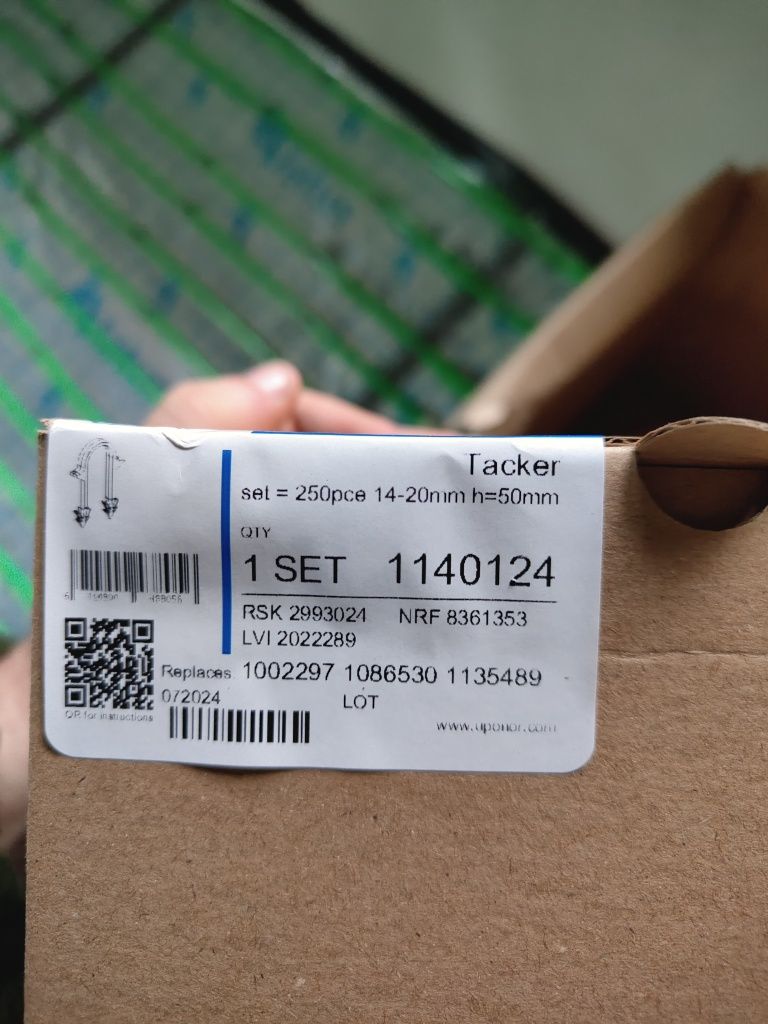 Tacker
set = 250pce 14-20mm h=50mm
QTY
1 SET 1140124
RSK 2993024 NRF 8361353
LVI 2022289
Replaces: 1002297 1086530 1135489
072024
LOT
QR for instructions
www.uponor.com